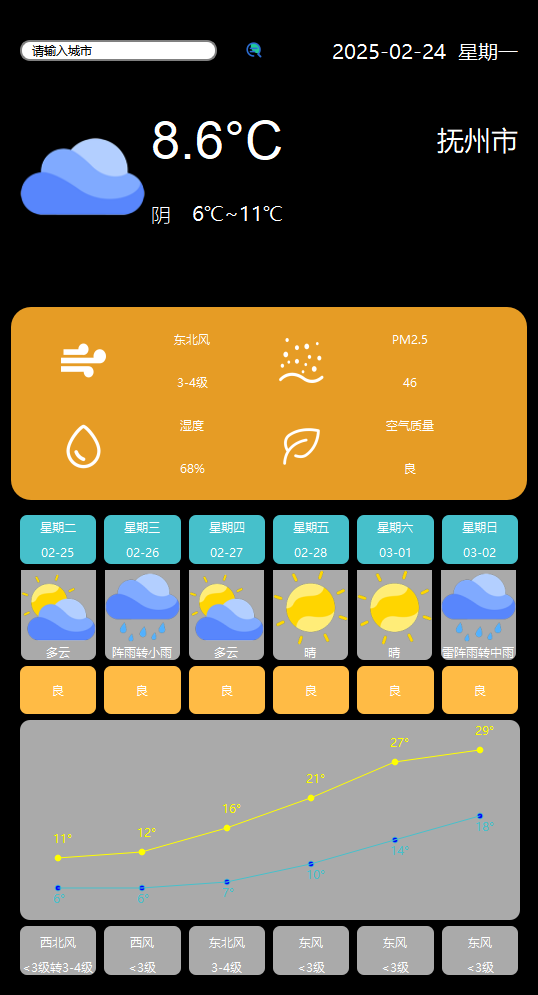 请输入城市
2025-02-24 星期一
8.6°C
抚州市
阴 6℃~11℃
东北风
PM2.5
3-4级
46
湿度
空气质量
68%
良
星期二 星期三 星期四 星期五 星期六 星期日
02-25 02-26 02-27 02-28 03-01 03-02
多云 阵雨转小雨 多云 晴 晴 雷阵雨转中雨
良 良 良 良 良 良
11° 12° 16° 21° 27° 29°
6° 6° 7° 10° 14° 18°
西北风 西风 东北风 东风 东风 东风
<3级转3-4级 <3级 3-4级 <3级 <3级 <3级